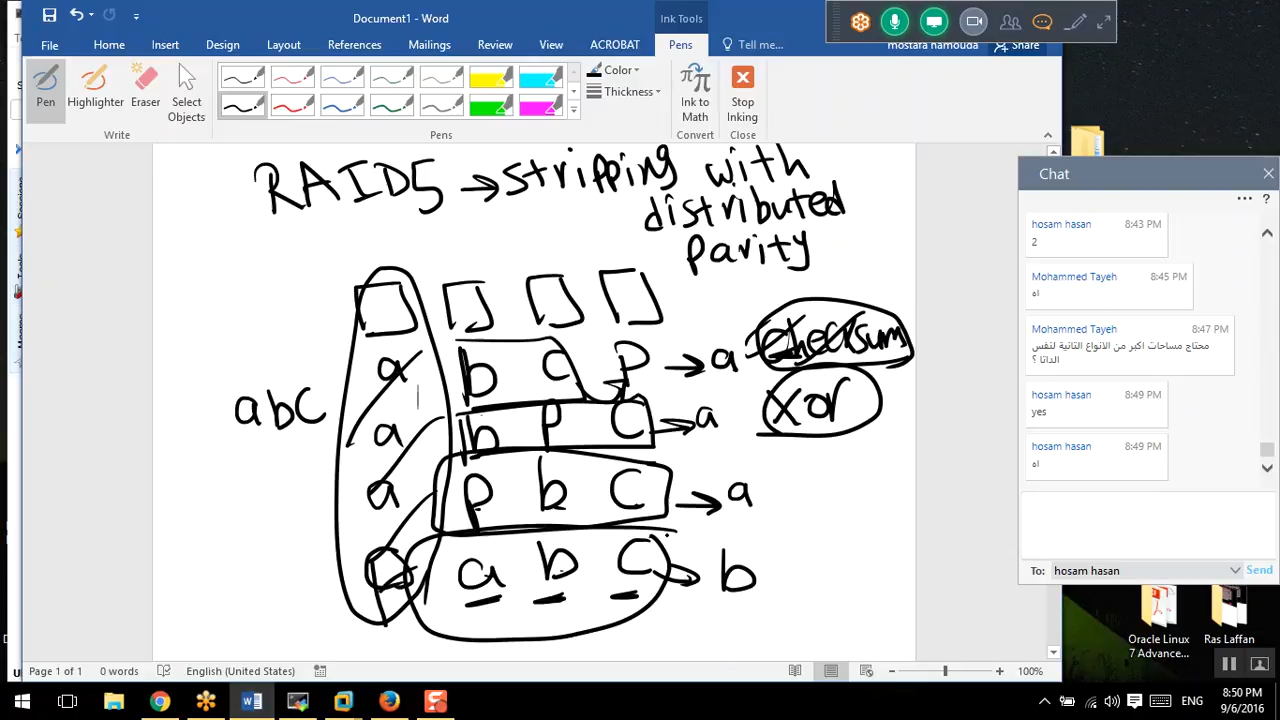 Document1 - Word
Ink Tools
File
Home
Insert
Design
Layout
References
Mailings
Review
View
ACROBAT
Pens
Tell me...
mostafa hamouda
Share
Pen
Highlighter
Eraser
Select Objects
Write
Pens
Color
Thickness
Ink to Math
Convert
Stop Inking
Close
RAID5 → stripping with
distributed
parity
abC
a b C P → a checksum
xor
a b P C → a
a P b C → a
a b C → b
Chat
hosam hasan 8:43 PM
2
Mohammed Tayeh 8:45 PM
اه
Mohammed Tayeh 8:47 PM
محتاج مساحات اكبر من الانواع التانية لنفس
الداتا ؟
hosam hasan 8:49 PM
yes
hosam hasan 8:49 PM
اه
To: hosam hasan Send
Oracle Linux
7 Advance...
Ras Laffan
Page 1 of 1 0 words English (United States) 100%
ENG
8:50 PM
9/6/2016